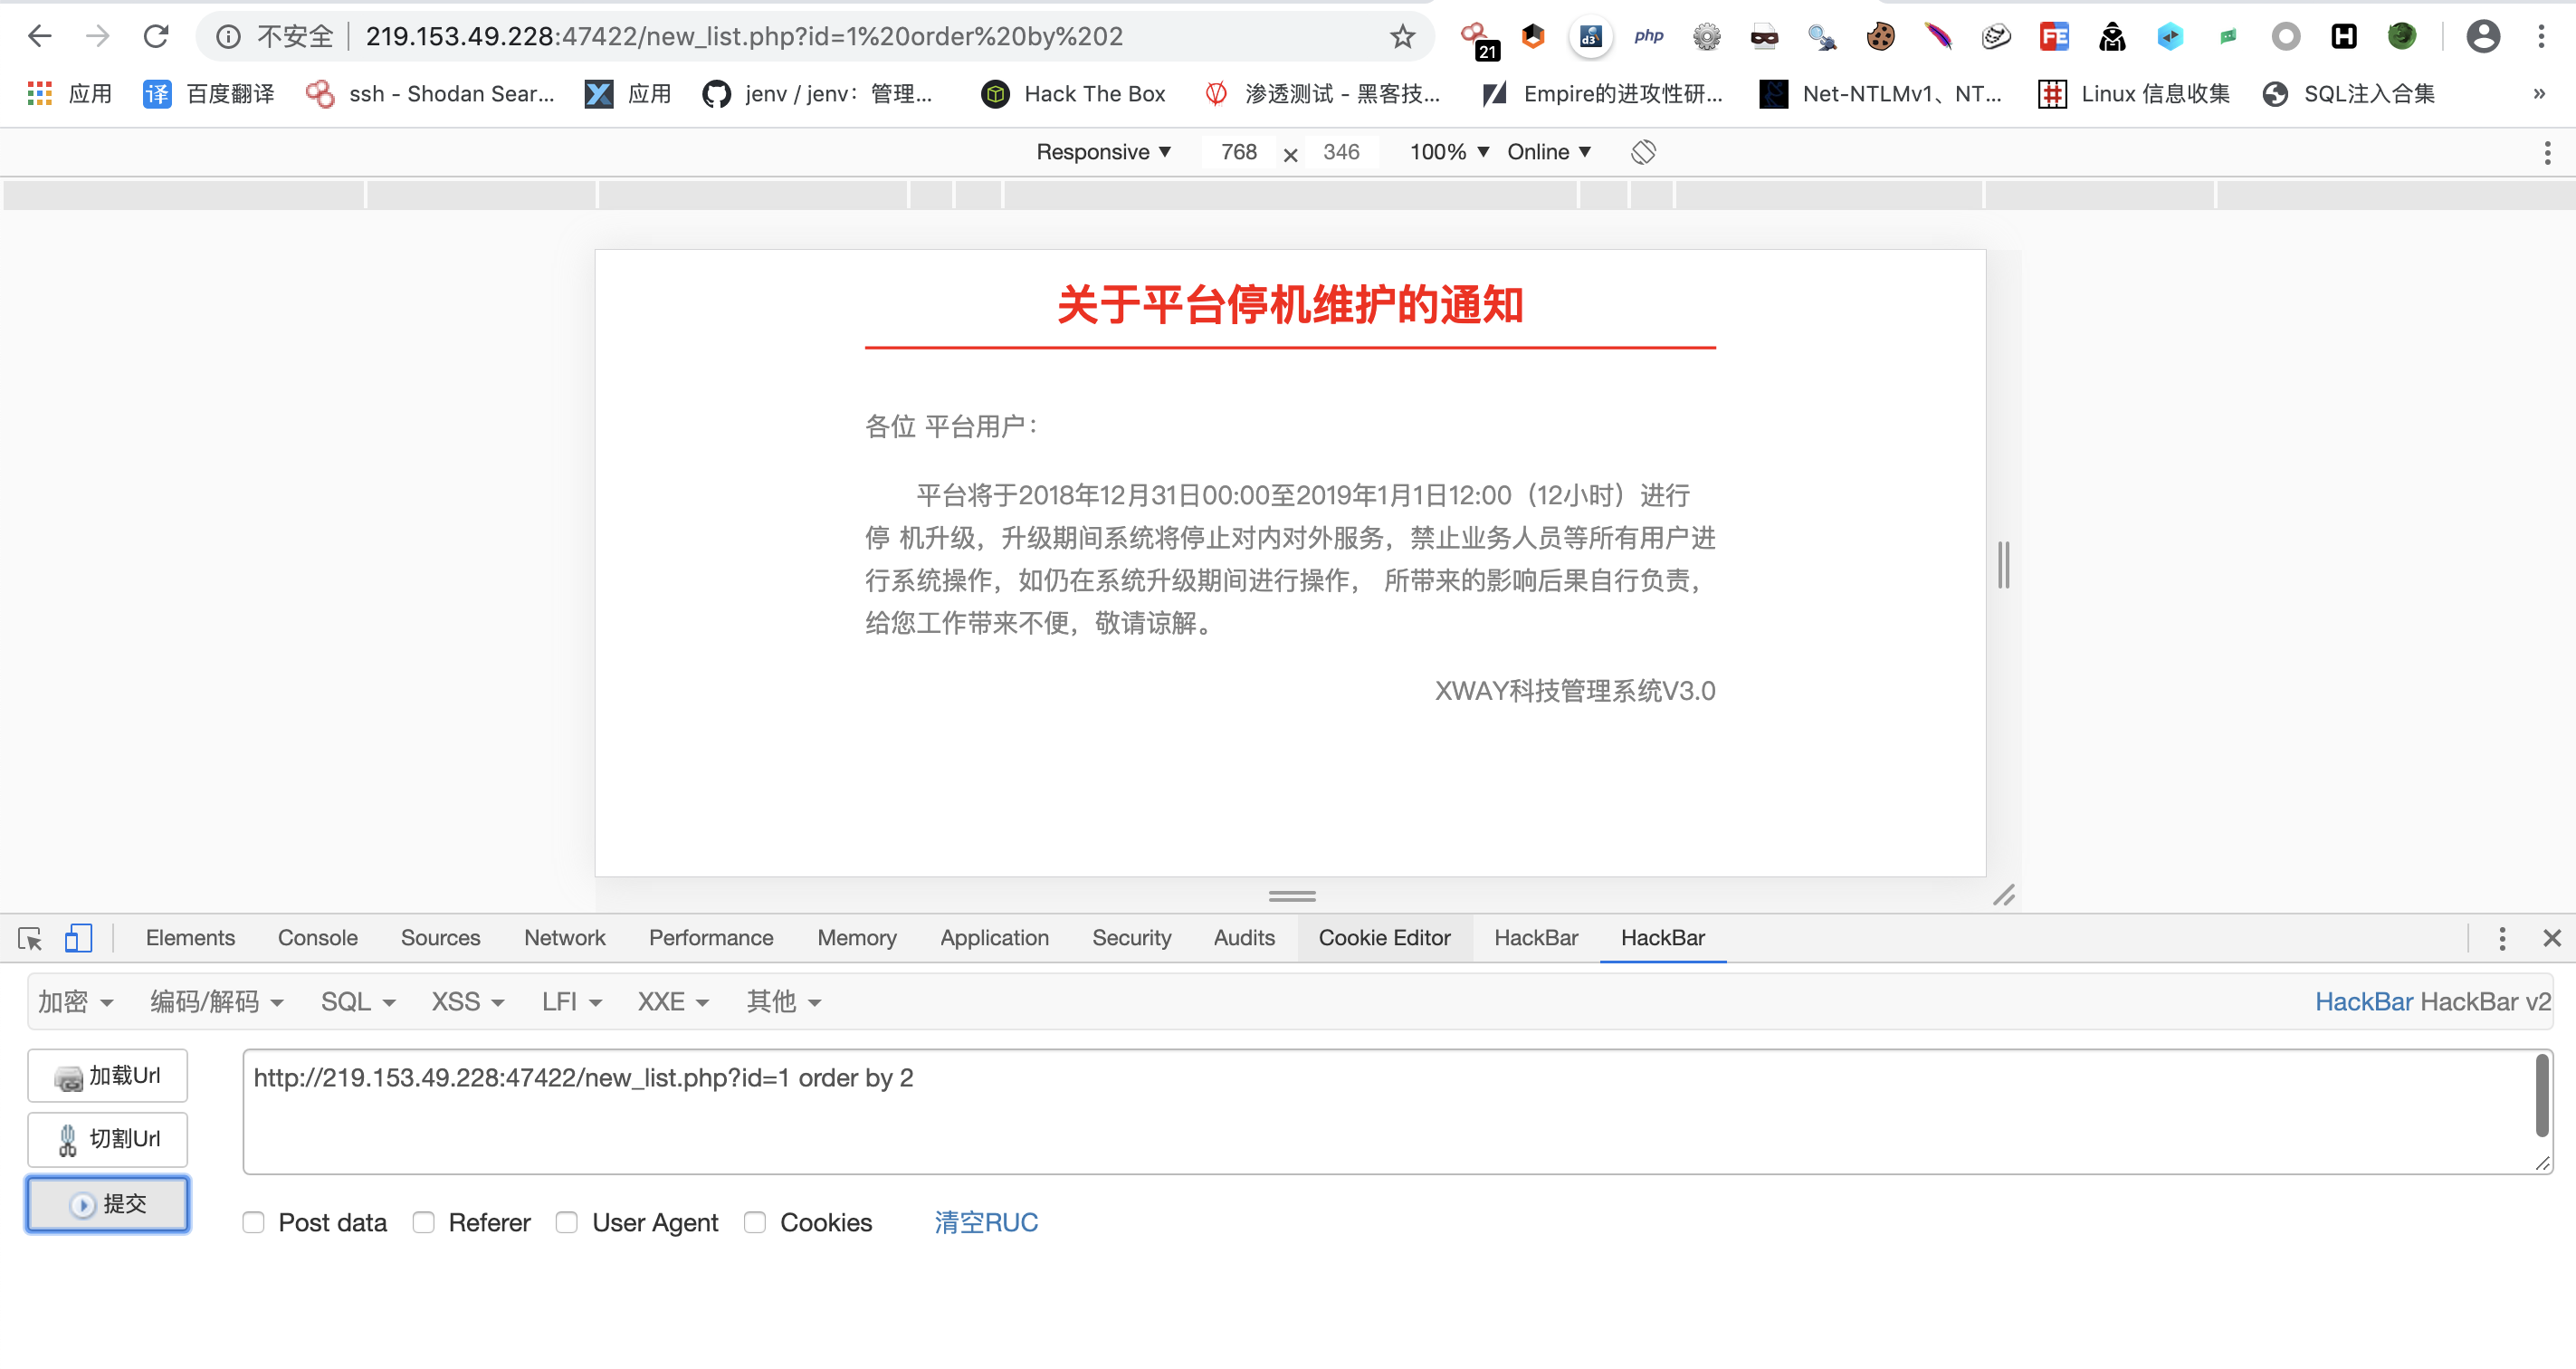 不安全 219.153.49.228:47422/new_list.php?id=1%20order%20by%202 21 d3 php FE H
应用 译 百度翻译 ssh - Shodan Sear... 应用 jenv / jenv：管理... Hack The Box 渗透测试 - 黑客技... Empire的进攻性研... Net-NTLMv1、NT... Linux 信息收集 SQL注入合集 »
Responsive ▼ 768 × 346 100% ▼ Online ▼
关于平台停机维护的通知
各位 平台用户：
平台将于2018年12月31日00:00至2019年1月1日12:00（12小时）进行
停 机升级，升级期间系统将停止对内对外服务，禁止业务人员等所有用户进
行系统操作，如仍在系统升级期间进行操作， 所带来的影响后果自行负责，
给您工作带来不便，敬请谅解。
XWAY科技管理系统V3.0
Elements Console Sources Network Performance Memory Application Security Audits Cookie Editor HackBar HackBar
加密 编码/解码 SQL XSS LFI XXE 其他 HackBar HackBar v2
加载Url
http://219.153.49.228:47422/new_list.php?id=1 order by 2
切割Url
提交
Post data Referer User Agent Cookies 清空RUC